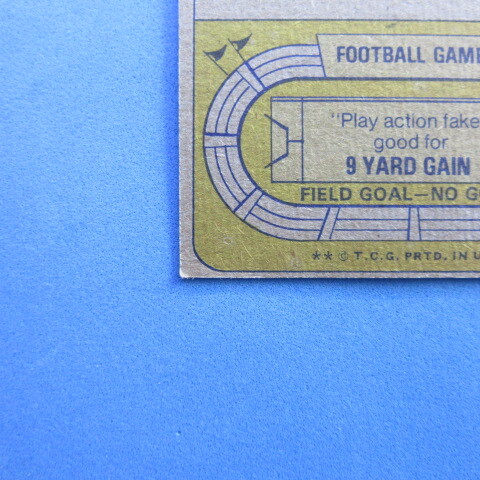 FOOTBALL GAME
"Play action fake
good for
9 YARD GAIN
FIELD GOAL—NO G
** © T.C.G. PRTD. IN U